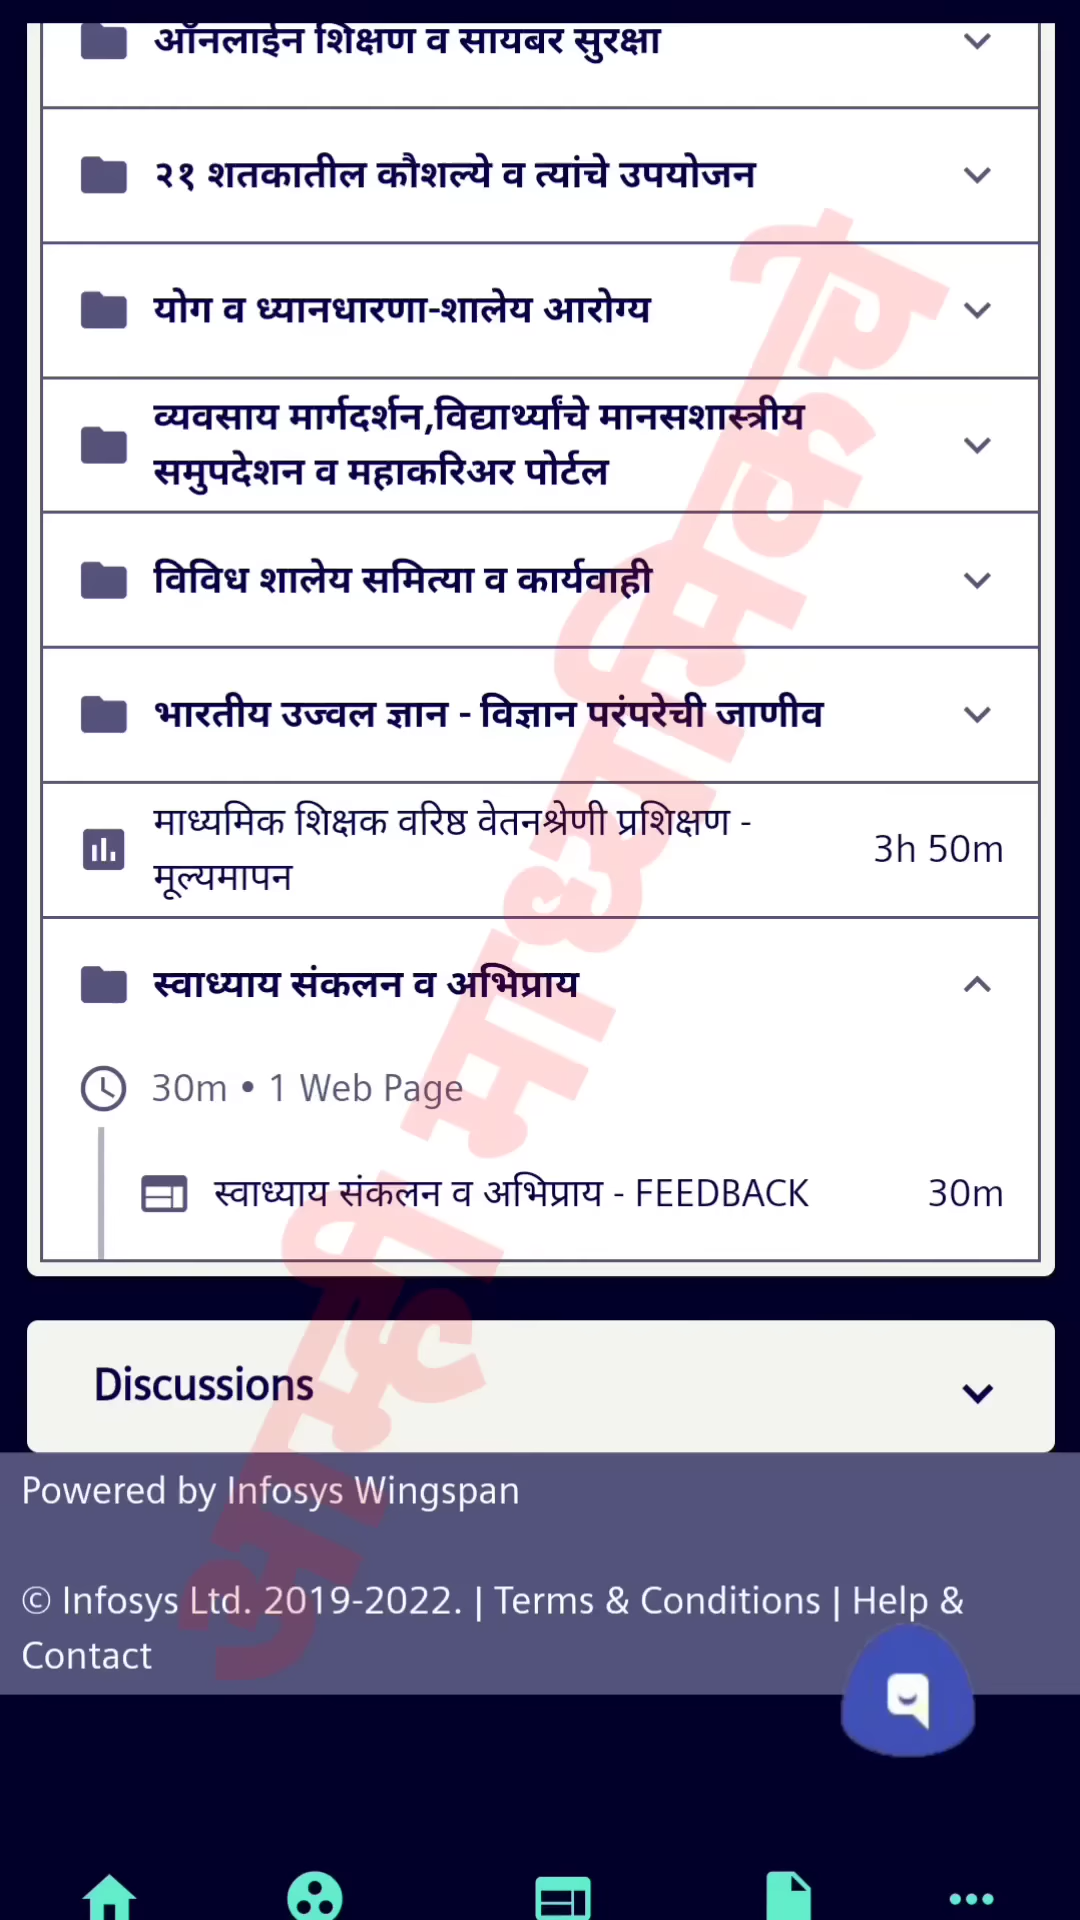 ऑनलाईन शिक्षण व सायबर सुरक्षा
२१ शतकातील कौशल्ये व त्यांचे उपयोजन
योग व ध्यानधारणा-शालेय आरोग्य
व्यवसाय मार्गदर्शन,विद्यार्थ्यांचे मानसशास्त्रीय
समुपदेशन व महाकरिअर पोर्टल
विविध शालेय समित्या व कार्यवाही
भारतीय उज्वल ज्ञान - विज्ञान परंपरेची जाणीव
माध्यमिक शिक्षक वरिष्ठ वेतनश्रेणी प्रशिक्षण -
मूल्यमापन
3h 50m
स्वाध्याय संकलन व अभिप्राय
30m • 1 Web Page
स्वाध्याय संकलन व अभिप्राय - FEEDBACK 30m
Discussions
Powered by Infosys Wingspan
© Infosys Ltd. 2019-2022. | Terms & Conditions | Help &
Contact
आम्ही माध्यमिकचे